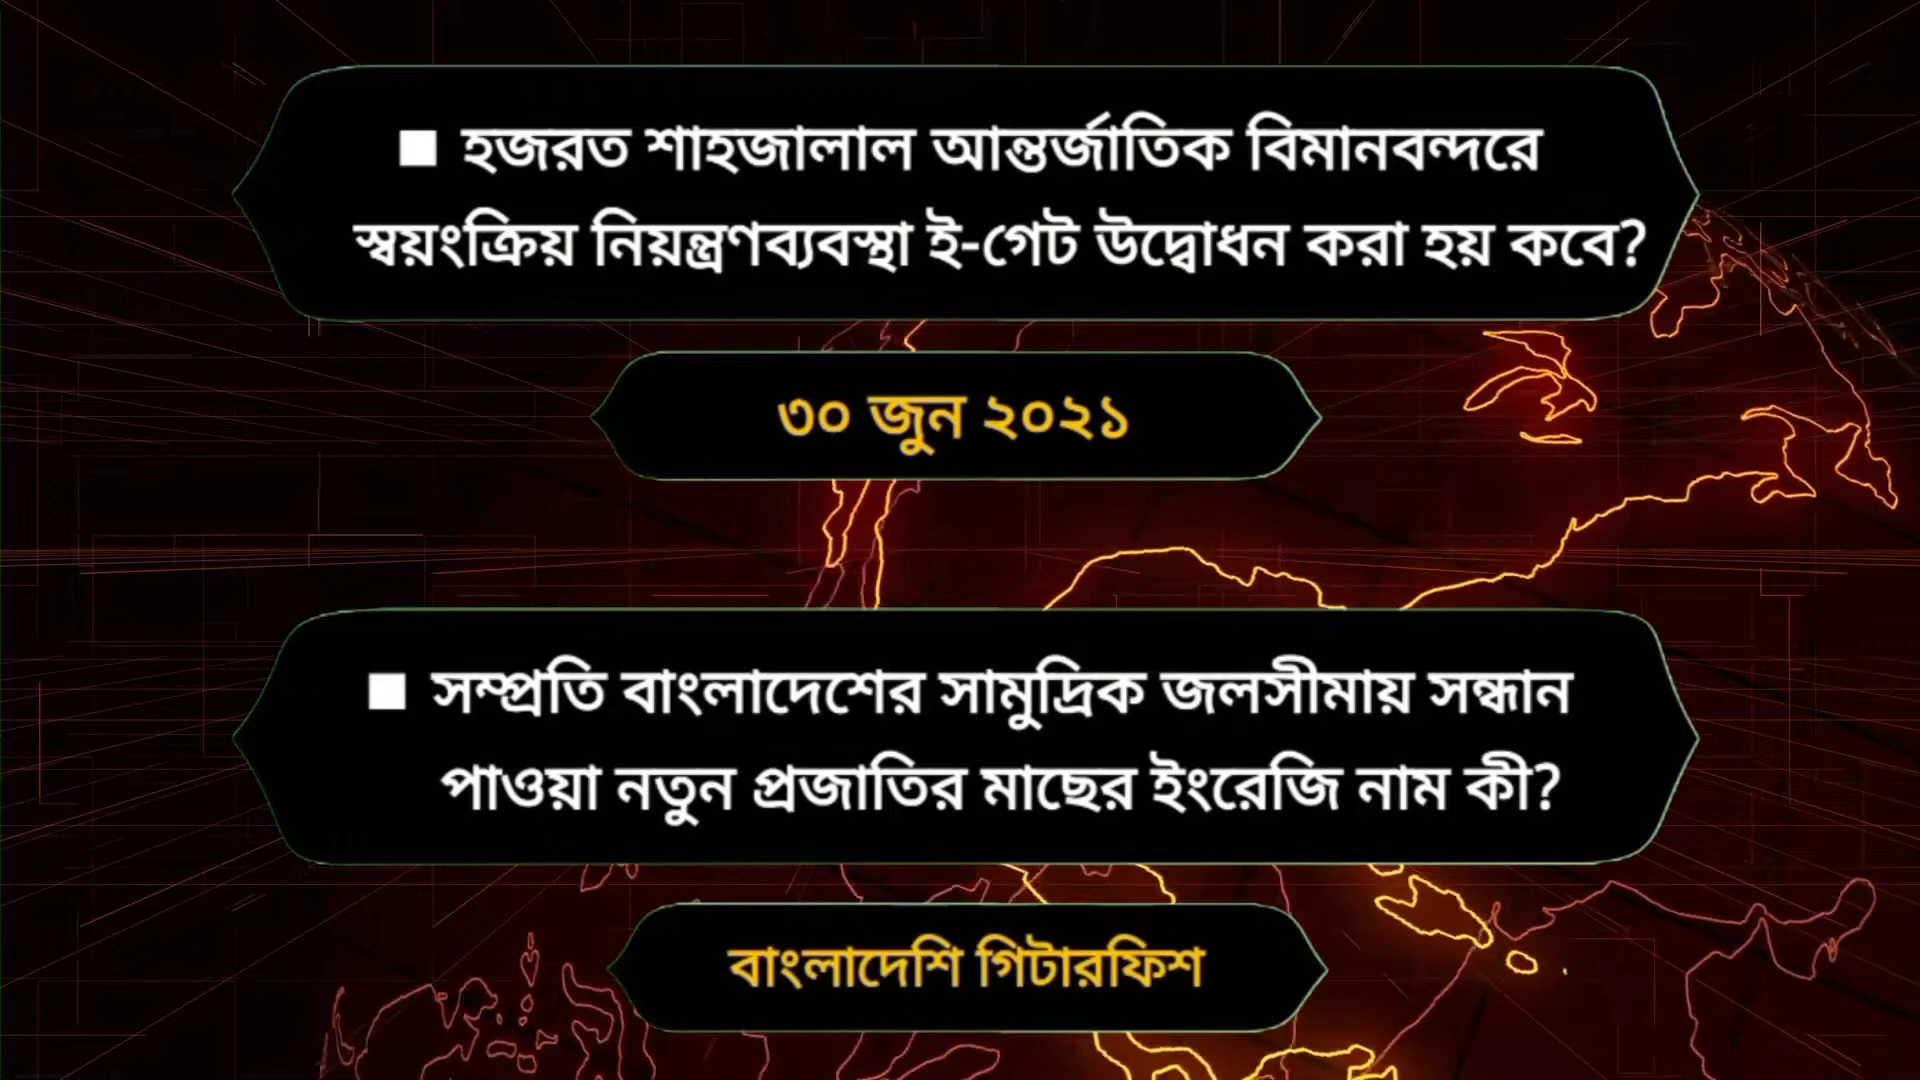 ■ হজরত শাহজালাল আন্তর্জাতিক বিমানবন্দরে
স্বয়ংক্রিয় নিয়ন্ত্রণব্যবস্থা ই-গেট উদ্বোধন করা হয় কবে?
৩০ জুন ২০২১
■ সম্প্রতি বাংলাদেশের সামুদ্রিক জলসীমায় সন্ধান
পাওয়া নতুন প্রজাতির মাছের ইংরেজি নাম কী?
বাংলাদেশি গিটারফিশ